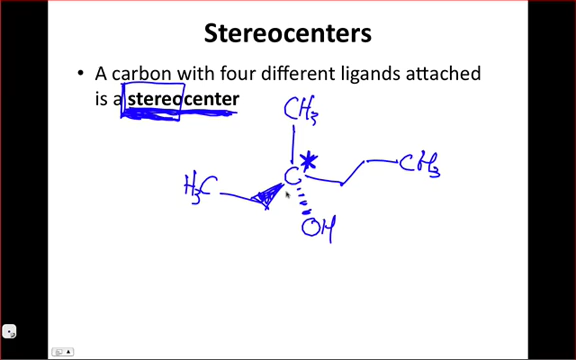 Stereocenters
• A carbon with four different ligands attached
is a stereocenter
CH3
*
C
CH3
H3C
OH